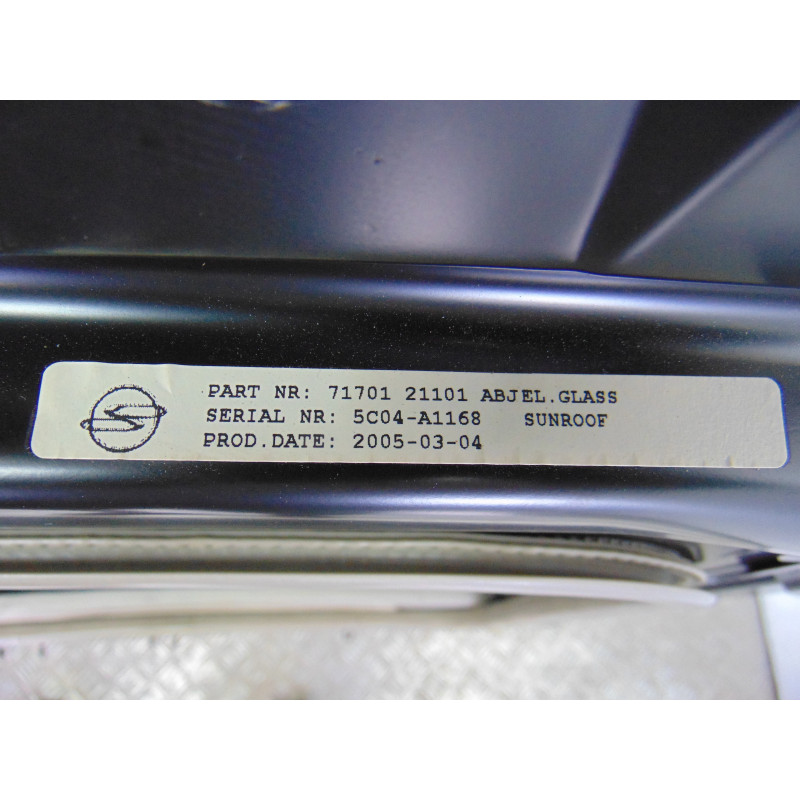 PART NR: 71701 21101 ABJEL.GLASS
SERIAL NR: 5C04-A1168 SUNROOF
PROD.DATE: 2005-03-04